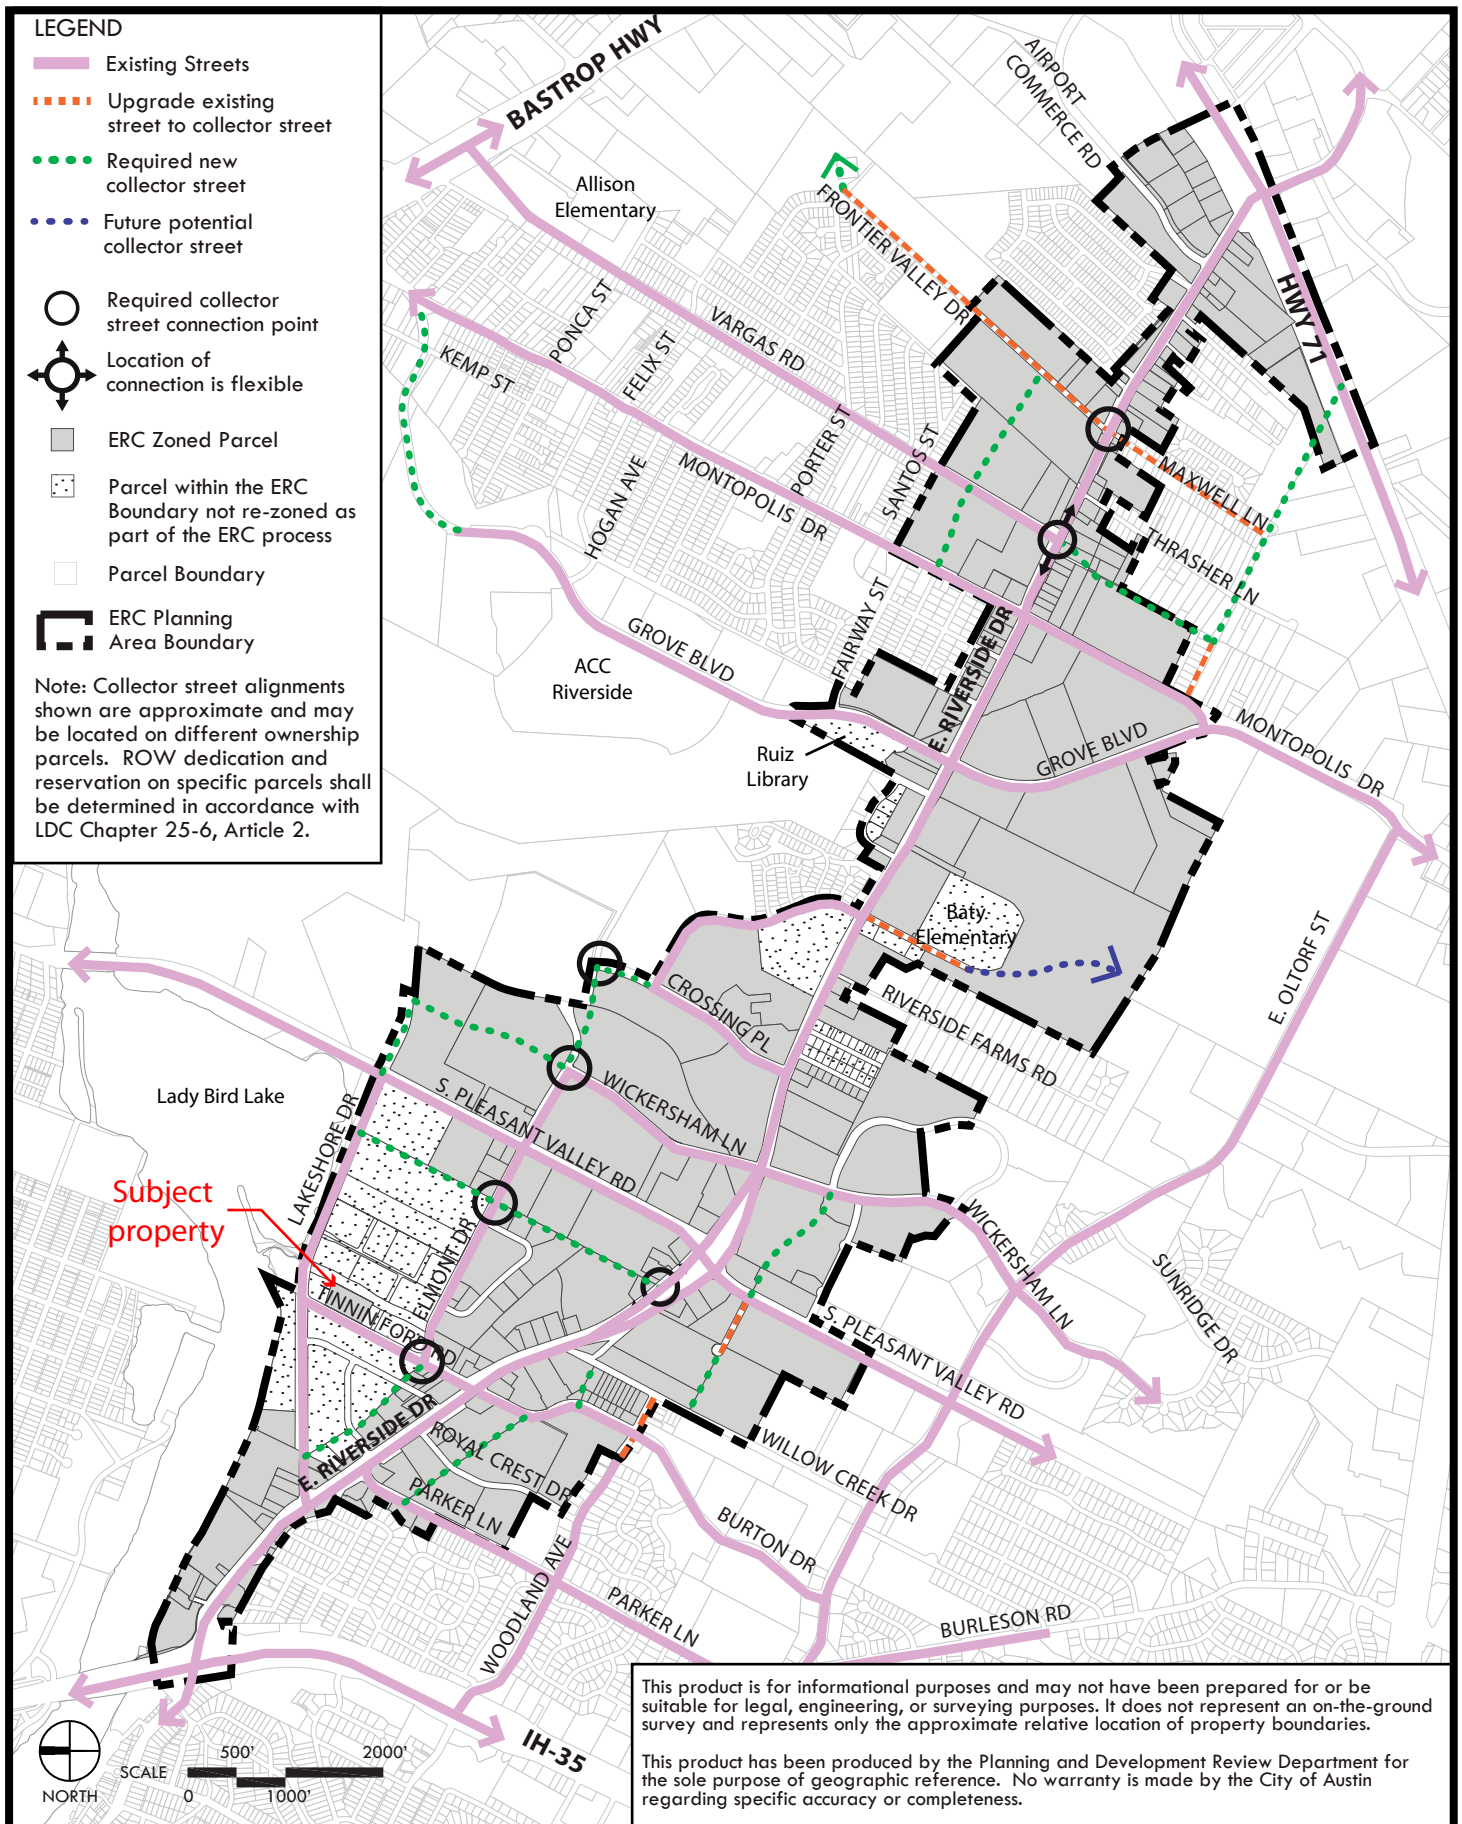 LEGEND
Existing Streets
Upgrade existing
street to collector street
Required new
collector street
Future potential
collector street
Required collector
street connection point
Location of
connection is flexible
ERC Zoned Parcel
Parcel within the ERC
Boundary not re-zoned as
part of the ERC process
Parcel Boundary
ERC Planning
Area Boundary
Note: Collector street alignments
shown are approximate and may
be located on different ownership
parcels. ROW dedication and
reservation on specific parcels shall
be determined in accordance with
LDC Chapter 25-6, Article 2.
BASTROP HWY
AIRPORT
COMMERCE RD
Allison
Elementary
FRONTIER VALLEY DR
HWY 71
PONCA ST
VARGAS RD
FELIX ST
KEMP ST
PORTER ST
SANTOS ST
MONTOPOLIS DR
HOGAN AVE
MAXWELL LN
THRASHER LN
FAIRWAY ST
GROVE BLVD
ACC
Riverside
E. RIVERSIDE DR
Ruiz
Library
GROVE BLVD
MONTOPOLIS DR
Baty
Elementary
E. OLTORF ST
CROSSING PL
RIVERSIDE FARMS RD
Lady Bird Lake
S. PLEASANT VALLEY RD
WICKERSHAM LN
LAKESHORE DR
Subject
property
ELMONT DR
TINNIN FORD RD
WICKERSHAM LN
SUNRIDGE DR
S. PLEASANT VALLEY RD
E. RIVERSIDE DR
ROYAL CREST DR
PARKER LN
WILLOW CREEK DR
BURTON DR
WOODLAND AVE
PARKER LN
BURLESON RD
IH-35
NORTH
SCALE
500'
2000'
0
1000'
This product is for informational purposes and may not have been prepared for or be
suitable for legal, engineering, or surveying purposes. It does not represent an on-the-ground
survey and represents only the approximate relative location of property boundaries.
This product has been produced by the Planning and Development Review Department for
the sole purpose of geographic reference. No warranty is made by the City of Austin
regarding specific accuracy or completeness.